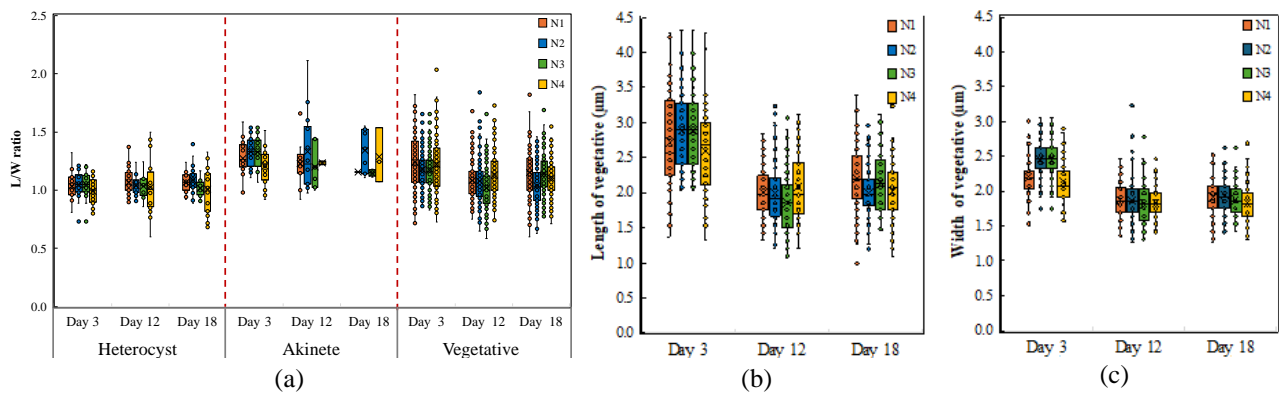 2.5
2.0
1.5
1.0
0.5
0.0
L/W ratio
N1
N2
N3
N4
Day 3 Day 12 Day 18 Day 3 Day 12 Day 18 Day 3 Day 12 Day 18
Heterocyst Akinete Vegetative
(a)
4.5
4.0
3.5
3.0
2.5
2.0
1.5
1.0
0.5
0.0
Length of vegetative (µm)
N1
N2
N3
N4
Day 3 Day 12 Day 18
(b)
4.5
4.0
3.5
3.0
2.5
2.0
1.5
1.0
0.5
0.0
Width of vegetative (µm)
N1
N2
N3
N4
Day 3 Day 12 Day 18
(c)